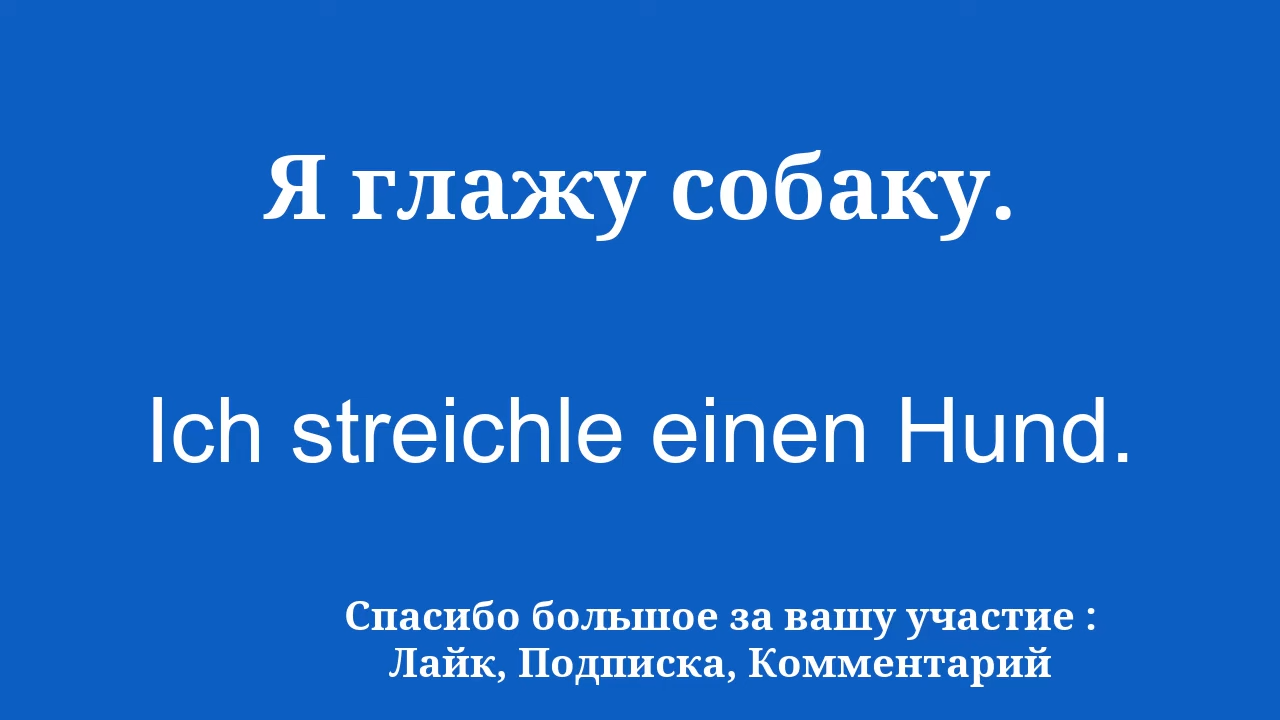 Я глажу собаку.
Ich streichle einen Hund.
Спасибо большое за вашу участие :
Лайк, Подписка, Комментарий